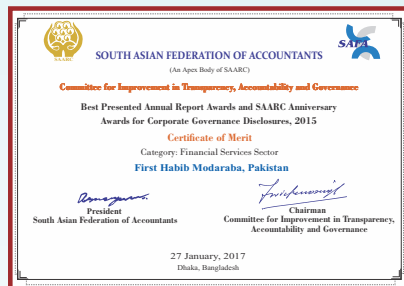 SAARC
SAFA
SOUTH ASIAN FEDERATION OF ACCOUNTANTS
(An Apex Body of SAARC)
Committee for Improvement in Transparency, Accountability and Governance
Best Presented Annual Report Awards and SAARC Anniversary
Awards for Corporate Governance Disclosures, 2015
Certificate of Merit
Category: Financial Services Sector
First Habib Modaraba, Pakistan
President
South Asian Federation of Accountants
Chairman
Committee for Improvement in Transparency,
Accountability and Governance
27 January, 2017
Dhaka, Bangladesh